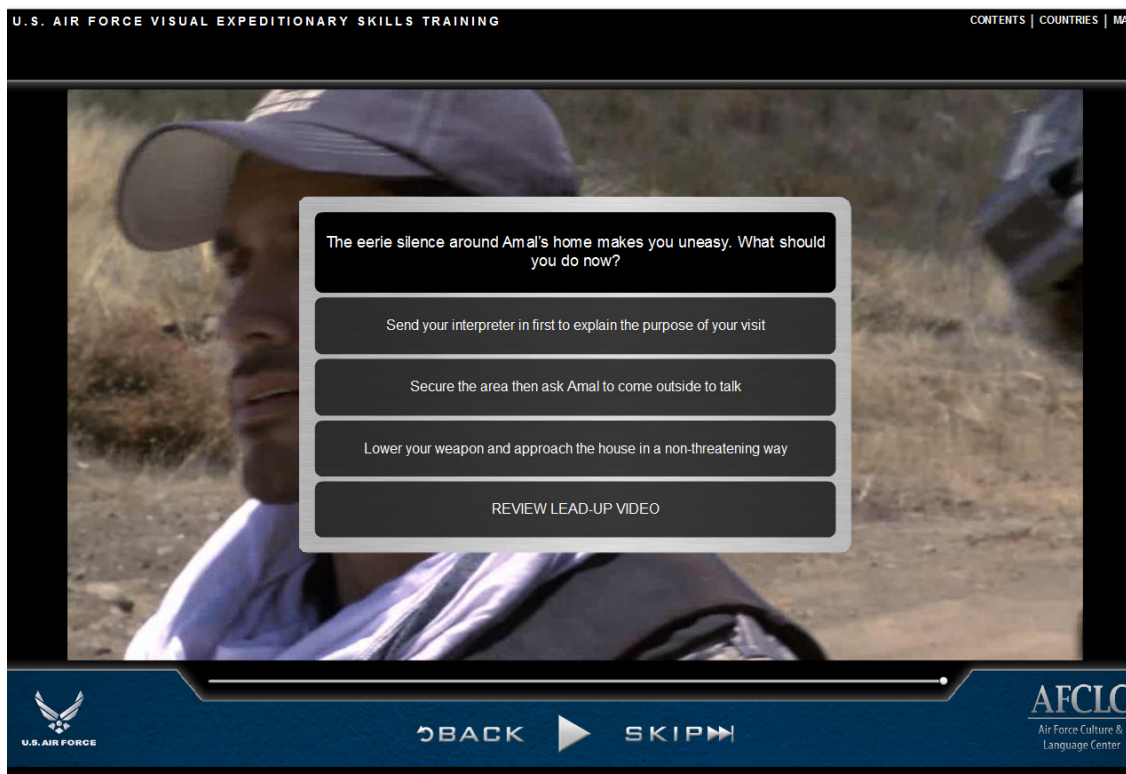 U.S. AIR FORCE VISUAL EXPEDITIONARY SKILLS TRAINING
CONTENTS | COUNTRIES |
The eerie silence around Amal's home makes you uneasy. What should
you do now?
Send your interpreter in first to explain the purpose of your visit
Secure the area then ask Amal to come outside to talk
Lower your weapon and approach the house in a non-threatening way
REVIEW LEAD-UP VIDEO
BACK SKIP
U.S. AIR FORCE
AFCLC
Air Force Culture &
Language Center